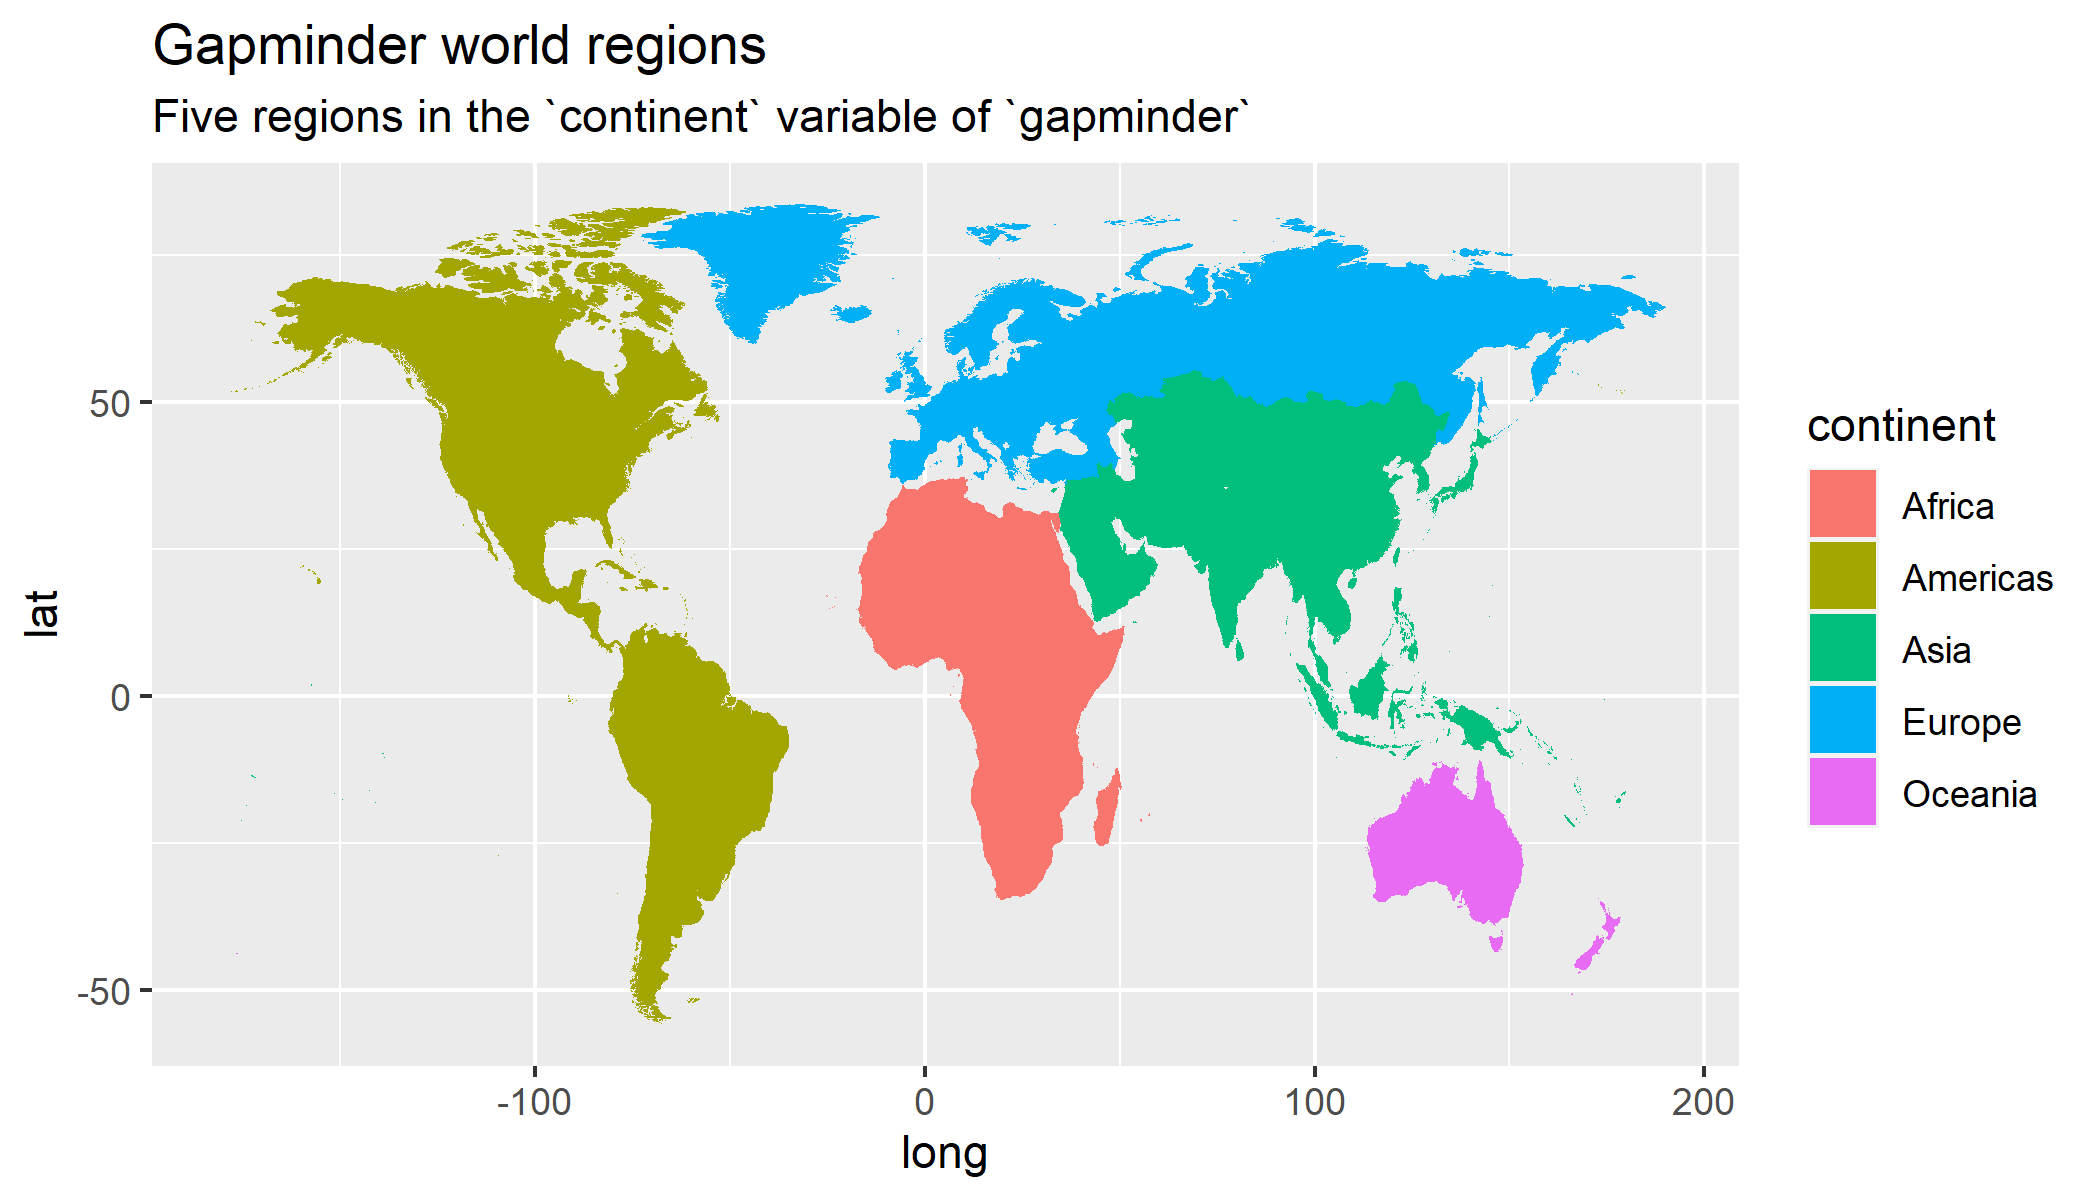 Gapminder world regions
Five regions in the `continent` variable of `gapminder`
lat
50
0
-50
-100
0
100
200
long
continent
Africa
Americas
Asia
Europe
Oceania